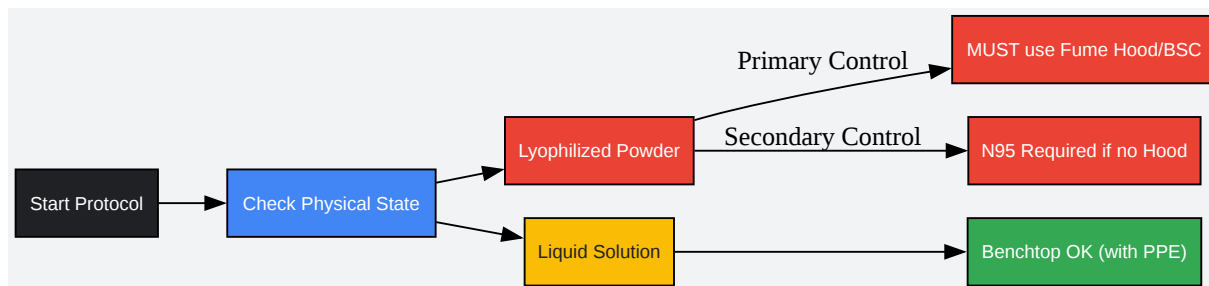 Start Protocol
Check Physical State
Lyophilized Powder
Liquid Solution
Primary Control
Secondary Control
MUST use Fume Hood/BSC
N95 Required if no Hood
Benchtop OK (with PPE)